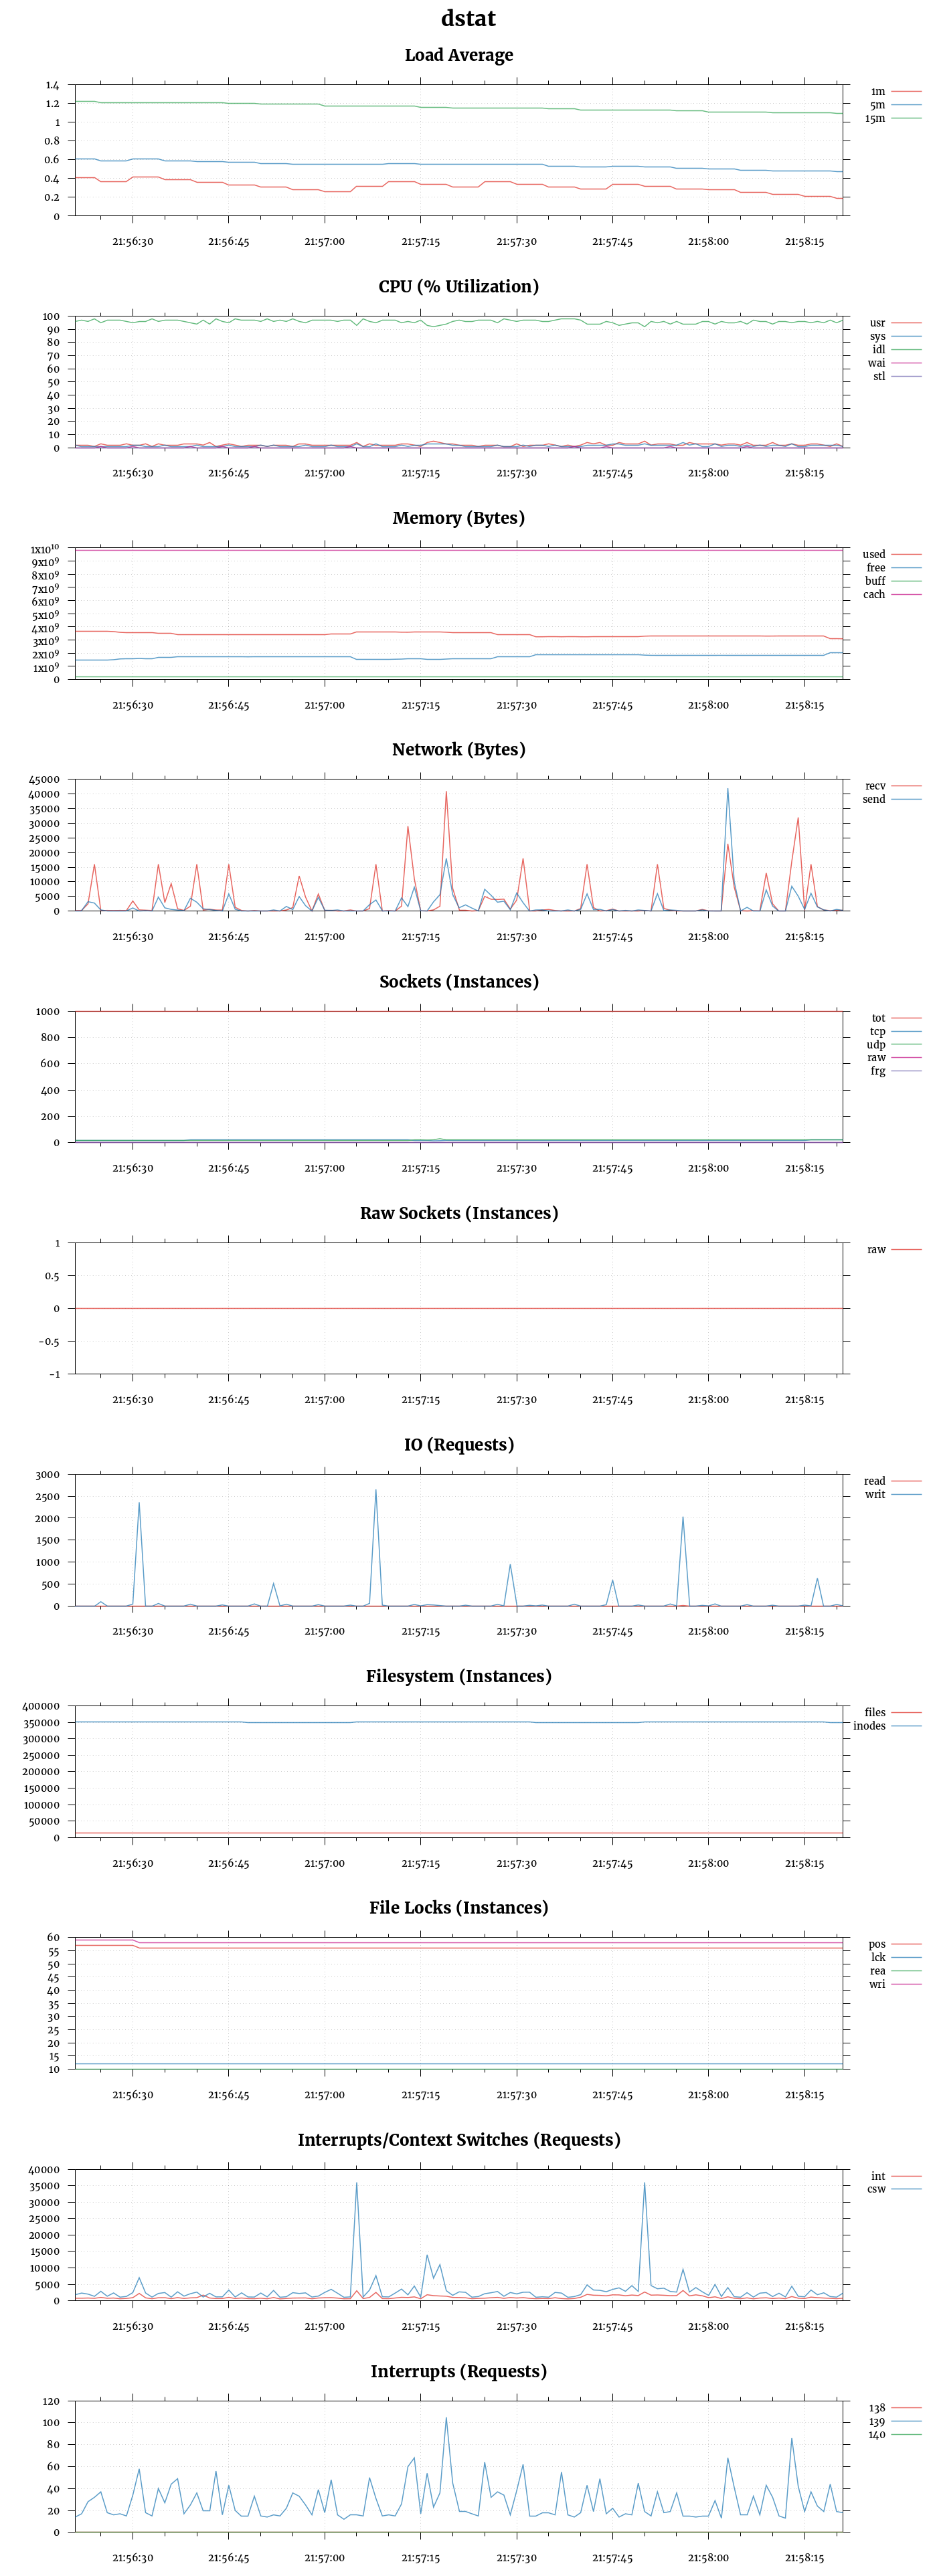 dstat
Load Average
1.4
1.2
1
0.8
0.6
0.4
0.2
0
1m
5m
15m
21:56:30 21:56:45 21:57:00 21:57:15 21:57:30 21:57:45 21:58:00 21:58:15
CPU (% Utilization)
100
90
80
70
60
50
40
30
20
10
0
usr
sys
idl
wai
stl
21:56:30 21:56:45 21:57:00 21:57:15 21:57:30 21:57:45 21:58:00 21:58:15
Memory (Bytes)
1x10¹⁰
9x10⁹
8x10⁹
7x10⁹
6x10⁹
5x10⁹
4x10⁹
3x10⁹
2x10⁹
1x10⁹
0
used
free
buff
cach
21:56:30 21:56:45 21:57:00 21:57:15 21:57:30 21:57:45 21:58:00 21:58:15
Network (Bytes)
45000
40000
35000
30000
25000
20000
15000
10000
5000
0
recv
send
21:56:30 21:56:45 21:57:00 21:57:15 21:57:30 21:57:45 21:58:00 21:58:15
Sockets (Instances)
1000
800
600
400
200
0
tot
tcp
udp
raw
frg
21:56:30 21:56:45 21:57:00 21:57:15 21:57:30 21:57:45 21:58:00 21:58:15
Raw Sockets (Instances)
1
0.5
0
-0.5
-1
raw
21:56:30 21:56:45 21:57:00 21:57:15 21:57:30 21:57:45 21:58:00 21:58:15
IO (Requests)
3000
2500
2000
1500
1000
500
0
read
writ
21:56:30 21:56:45 21:57:00 21:57:15 21:57:30 21:57:45 21:58:00 21:58:15
Filesystem (Instances)
400000
350000
300000
250000
200000
150000
100000
50000
0
files
inodes
21:56:30 21:56:45 21:57:00 21:57:15 21:57:30 21:57:45 21:58:00 21:58:15
File Locks (Instances)
60
55
50
45
40
35
30
25
20
15
10
pos
lck
rea
wri
21:56:30 21:56:45 21:57:00 21:57:15 21:57:30 21:57:45 21:58:00 21:58:15
Interrupts/Context Switches (Requests)
40000
35000
30000
25000
20000
15000
10000
5000
0
int
csw
21:56:30 21:56:45 21:57:00 21:57:15 21:57:30 21:57:45 21:58:00 21:58:15
Interrupts (Requests)
120
100
80
60
40
20
0
138
139
140
21:56:30 21:56:45 21:57:00 21:57:15 21:57:30 21:57:45 21:58:00 21:58:15